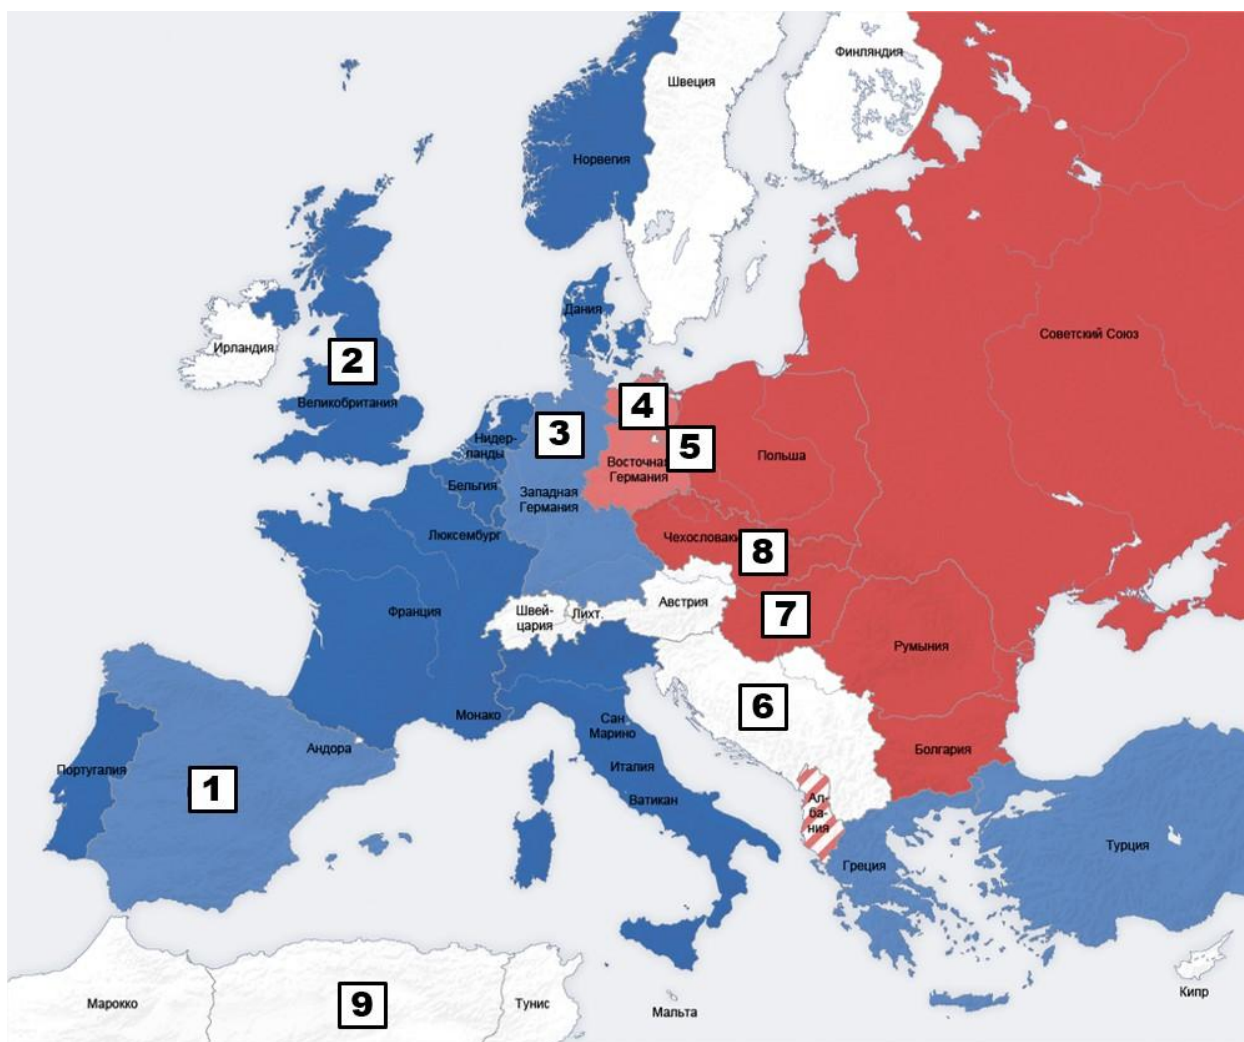 Финляндия
Швеция
Норвегия
Дания
Советский Союз
Ирландия
2
Великобритания
4
3
5
Нидер-
ланды
Польша
Восточная
Германия
Бельгия
Западная
Германия
Люксембург
Чехословаки
8
Австрия
Швей-
цария
Лихт.
Франция
7
Румыния
6
Монако
Сан
Марино
Андора
Болгария
Португалия
1
Италия
Ватикан
Ал-
ба-
ния
Греция
Турция
Марокко
9
Тунис
Мальта
Кипр